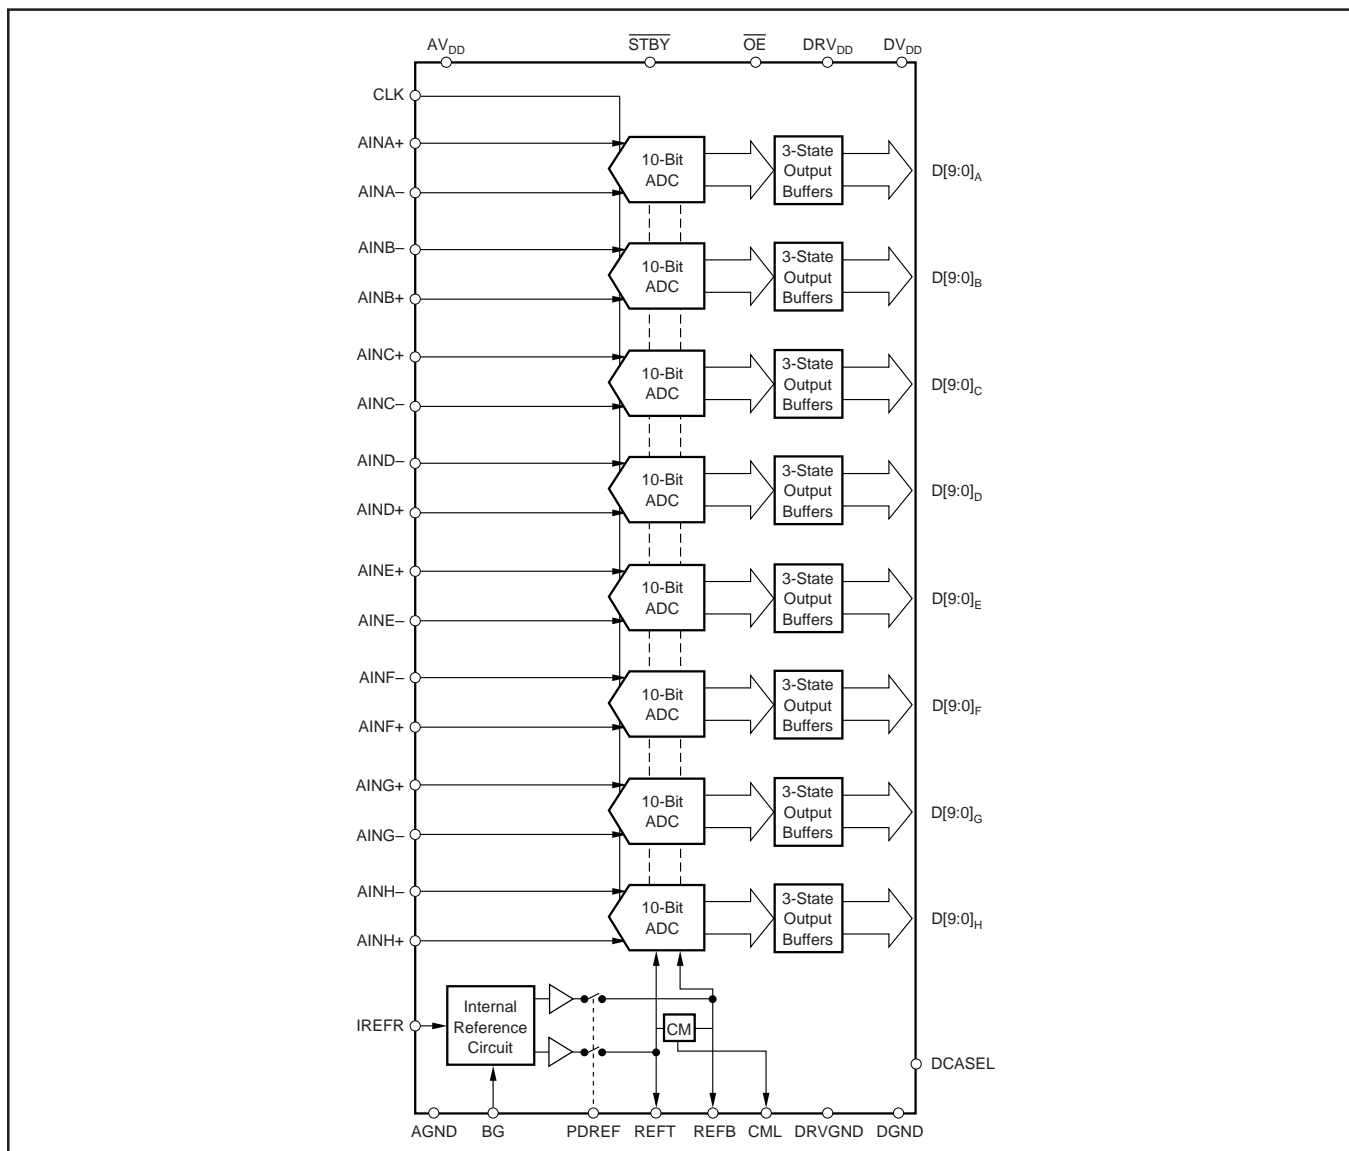 AVDD STBY OE DRVDD DVDD
CLK
AINA+
10-Bit
ADC
3-State
Output
Buffers
D[9:0]A
AINA–
AINB–
10-Bit
ADC
3-State
Output
Buffers
D[9:0]B
AINB+
AINC+
10-Bit
ADC
3-State
Output
Buffers
D[9:0]C
AINC–
AIND–
10-Bit
ADC
3-State
Output
Buffers
D[9:0]D
AIND+
AINE+
10-Bit
ADC
3-State
Output
Buffers
D[9:0]E
AINE–
AINF–
10-Bit
ADC
3-State
Output
Buffers
D[9:0]F
AINF+
AING+
10-Bit
ADC
3-State
Output
Buffers
D[9:0]G
AING–
AINH–
10-Bit
ADC
3-State
Output
Buffers
D[9:0]H
AINH+
IREFR
Internal
Reference
Circuit
CM
DCASEL
AGND BG PDREF REFT REFB CML DRVGND DGND